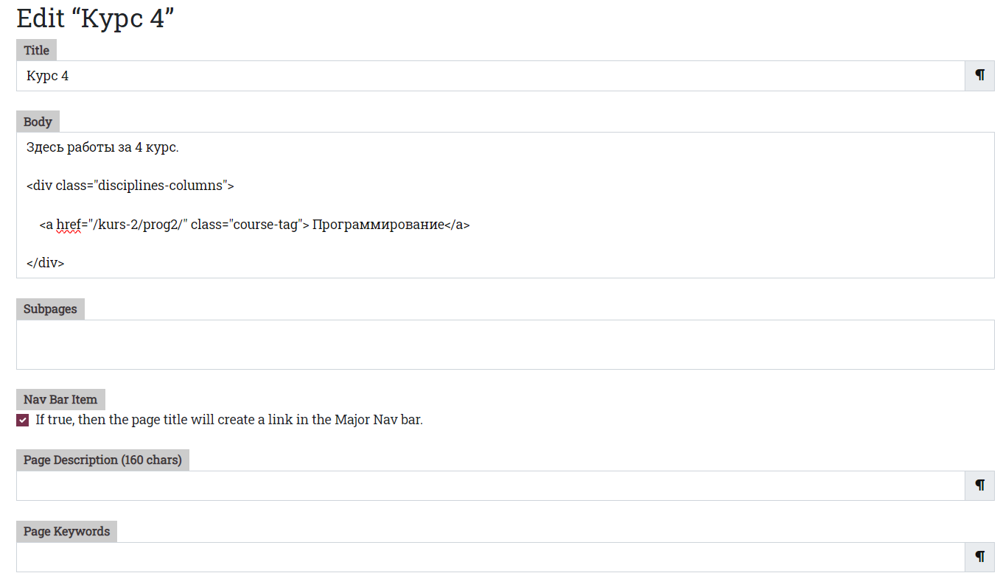 Edit “Курс 4”
Title
Курс 4
¶
Body
Здесь работы за 4 курс.
<div class="disciplines-columns">
<a href="/kurs-2/prog2/" class="course-tag"> Программирование</a>
</div>
Subpages
Nav Bar Item
If true, then the page title will create a link in the Major Nav bar.
Page Description (160 chars)
¶
Page Keywords
¶